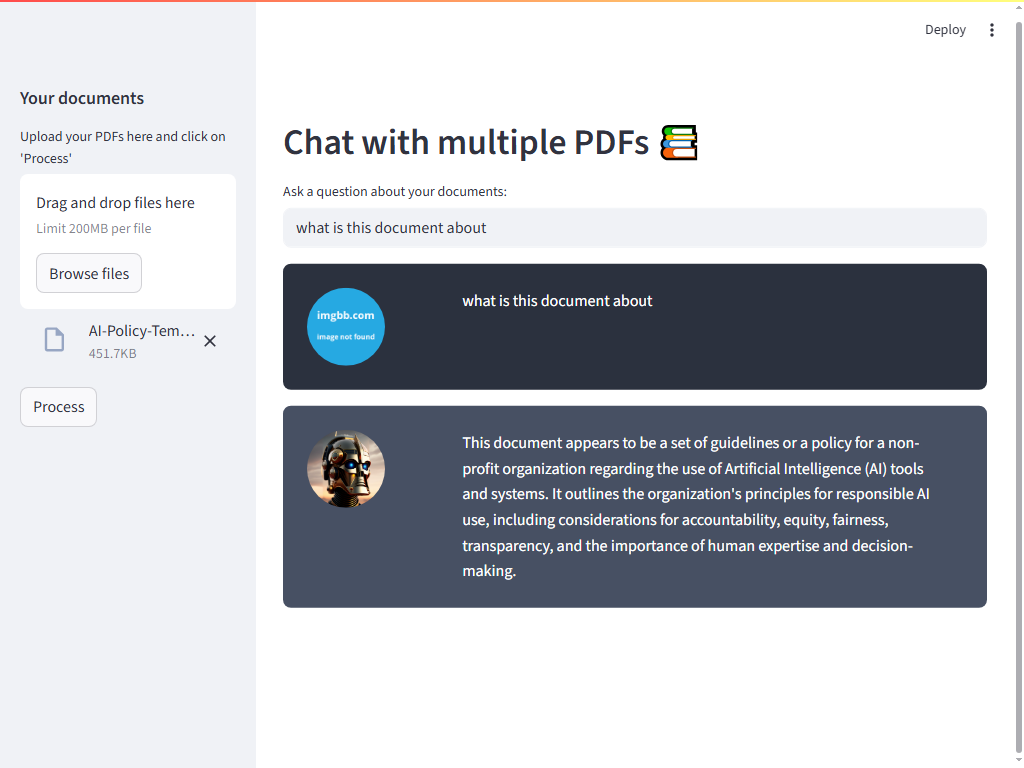 Deploy
Your documents
Upload your PDFs here and click on
'Process'
Drag and drop files here
Limit 200MB per file
Browse files
AI-Policy-Tem...
451.7KB
Process
Chat with multiple PDFs
Ask a question about your documents:
what is this document about
imgbb.com
image not found
what is this document about
This document appears to be a set of guidelines or a policy for a non-
profit organization regarding the use of Artificial Intelligence (AI) tools
and systems. It outlines the organization's principles for responsible AI
use, including considerations for accountability, equity, fairness,
transparency, and the importance of human expertise and decision-
making.